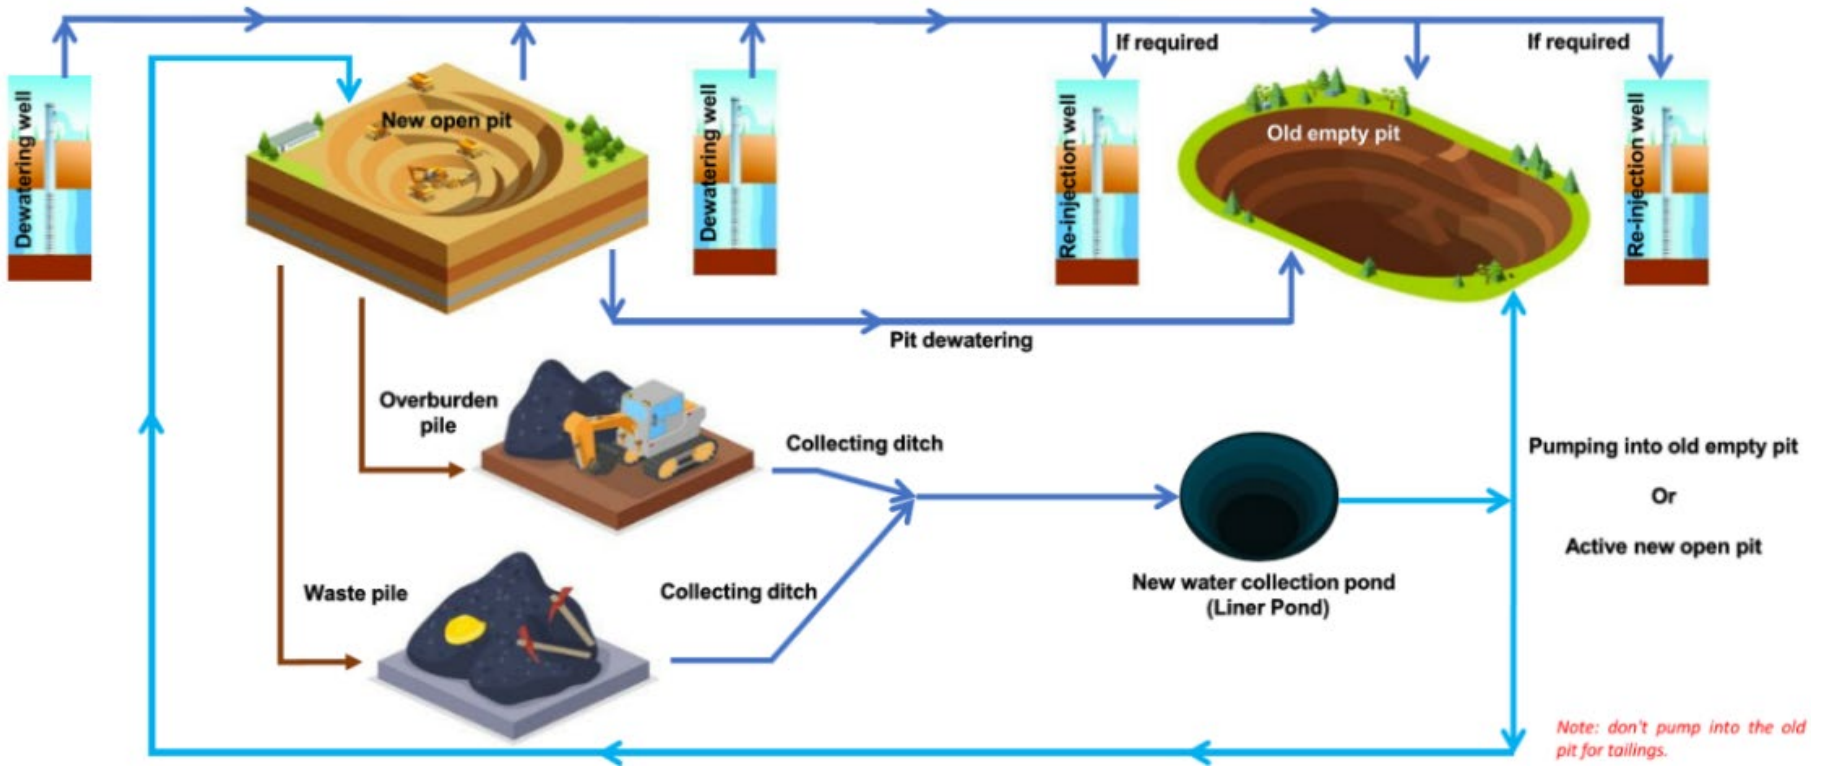 If required
If required
Dewatering well
New open pit
Dewatering well
Re-injection well
Old empty pit
Re-injection well
Pit dewatering
Overburden
pile
Collecting ditch
Pumping into old empty pit
Or
Active new open pit
Waste pile
Collecting ditch
New water collection pond
(Liner Pond)
Note: don't pump into the old
pit for tailings.